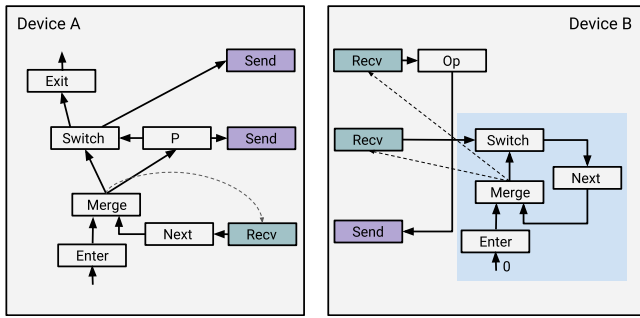 Device A
Send
Exit
Switch
P
Send
Merge
Next
Recv
Enter
Device B
Recv
Op
Recv
Switch
Next
Merge
Send
Enter
0